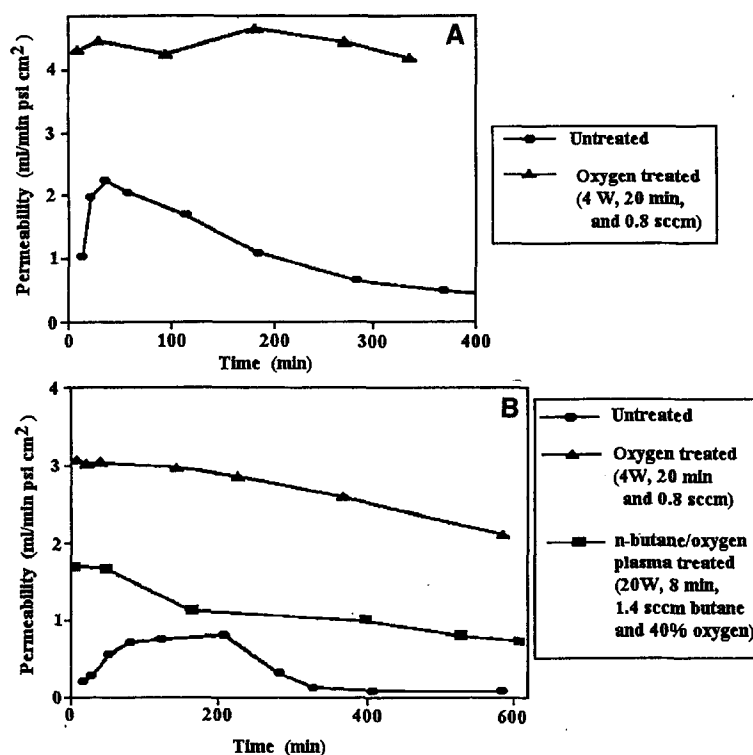 A
Permeability (ml/min psi cm²)
4
3
2
1
0
0 100 200 300 400
Time (min)
Untreated
Oxygen treated
(4 W, 20 min,
and 0.8 sccm)
B
Permeability (ml/min psi cm²)
4
3
2
1
0
0 200 400 600
Time (min)
Untreated
Oxygen treated
(4W, 20 min
and 0.8 sccm)
n-butane/oxygen
plasma treated
(20W, 8 min,
1.4 sccm butane
and 40% oxygen)